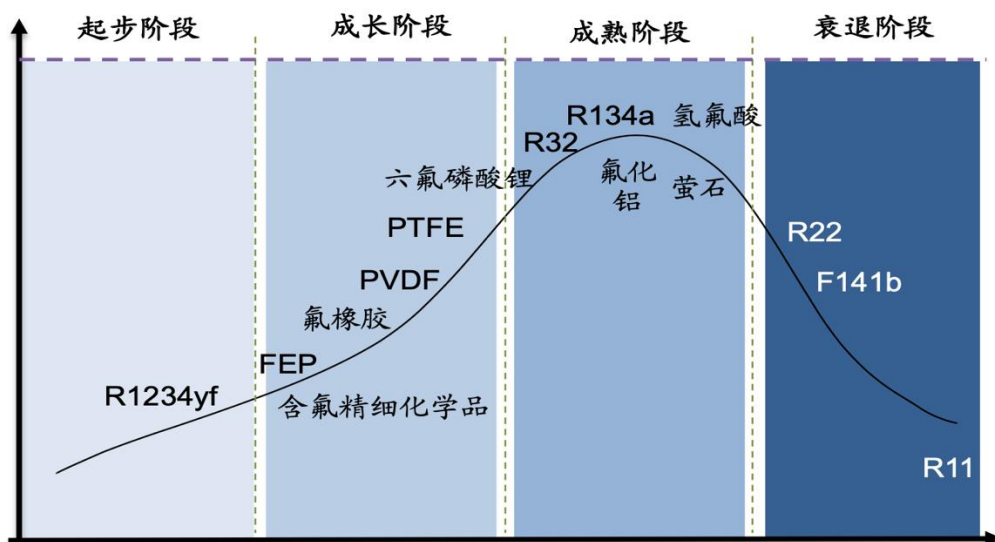 起步阶段
成长阶段
成熟阶段
衰退阶段
R134a
氢氟酸
R32
六氟磷酸锂
氟化
铝
萤石
PTFE
R22
PVDF
F141b
氟橡胶
FEP
R1234yf
含氟精细化学品
R11